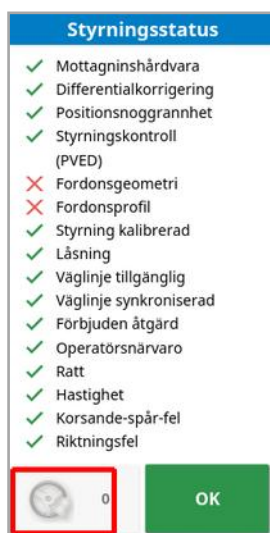 Styrningsstatus
Mottagninshårdvara
Differentialkorrigering
Positionsnoggrannhet
Styrningskontroll
(PVED)
Fordonsgeometri
Fordonsprofil
Styrning kalibrerad
Låsning
Väglinje tillgänglig
Väglinje synkroniserad
Förbjuden åtgärd
Operatörsnärvaro
Ratt
Hastighet
Korsande-spår-fel
Riktningsfel
0
OK